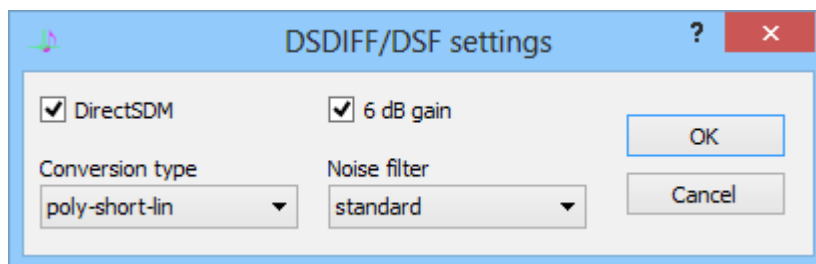 DSDIFF/DSF settings ? ×
DirectSDM 6 dB gain
OK
Conversion type Noise filter
poly-short-lin standard Cancel